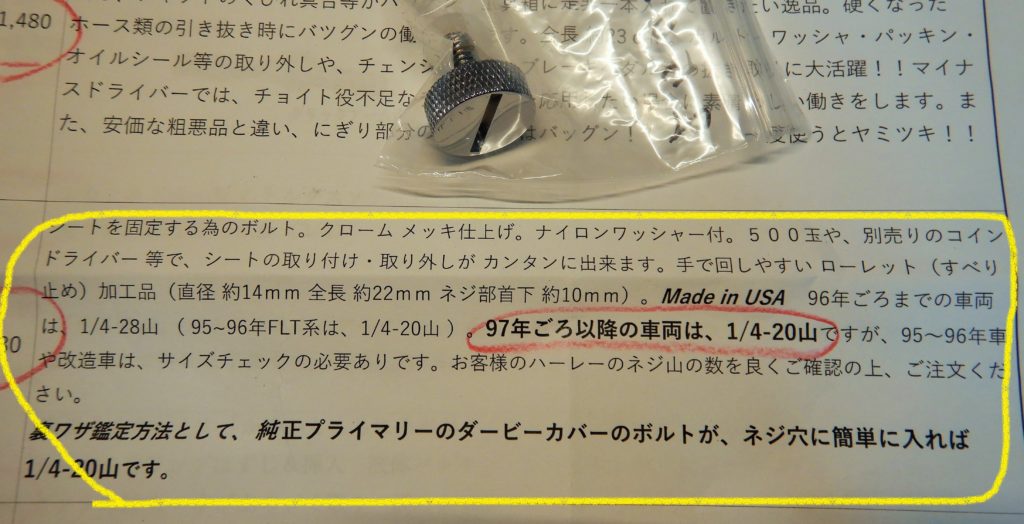 1,480
ホース類の引き抜き時にバツグンの働
オイルシール等の取り外しや、チェンシ
ワッシャ・パッキン・
に大活躍！！マイナ
スドライバーでは、チョイト役不足な
い働きをします。ま
た、安価な粗悪品と違い、にぎり部分の
はバッグン！
度使うとヤミツキ！！
シートを固定する為のボルト。クローム メッキ仕上げ。ナイロンワッシャー付。５００玉や、別売りのコイン
ドライバー 等で、シートの取り付け・取り外しが カンタンに出来ます。手で回しやすい ローレット（すべり
止め）加工品（直径 約14ｍｍ 全長 約22ｍｍ ネジ部首下 約10ｍｍ）。Made in USA 96年ごろまでの車両
は、1/4-28山 （ 95~96年FLT系は、1/4-20山 ）。97年ごろ以降の車両は、1/4-20山ですが、95~96年車
や改造車は、サイズチェックの必要ありです。お客様のハーレーのネジ山の数を良くご確認の上、ご注文くだ
さい。
裏ワザ鑑定方法として、 純正プライマリーのダービーカバーのボルトが、ネジ穴に簡単に入れば
1/4-20山です。